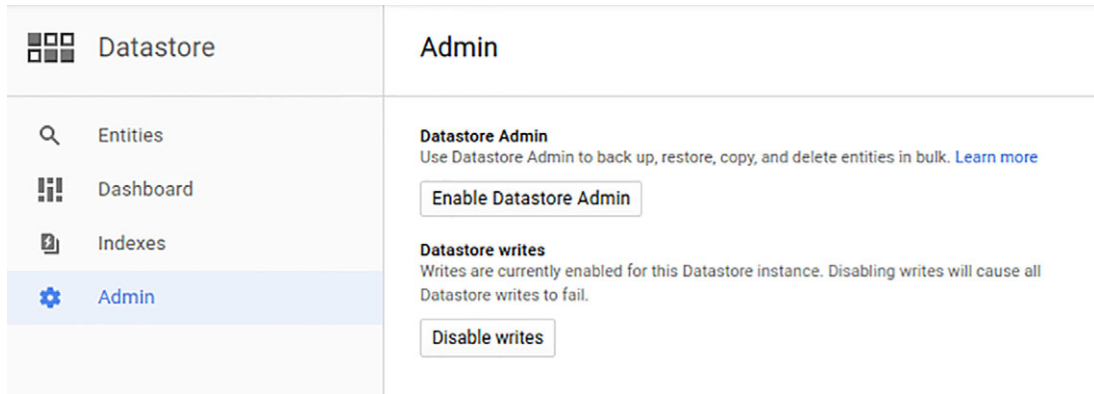 Datastore
Admin
Entities
Dashboard
Indexes
Admin
Datastore Admin
Use Datastore Admin to back up, restore, copy, and delete entities in bulk. Learn more
Enable Datastore Admin
Datastore writes
Writes are currently enabled for this Datastore instance. Disabling writes will cause all
Datastore writes to fail.
Disable writes